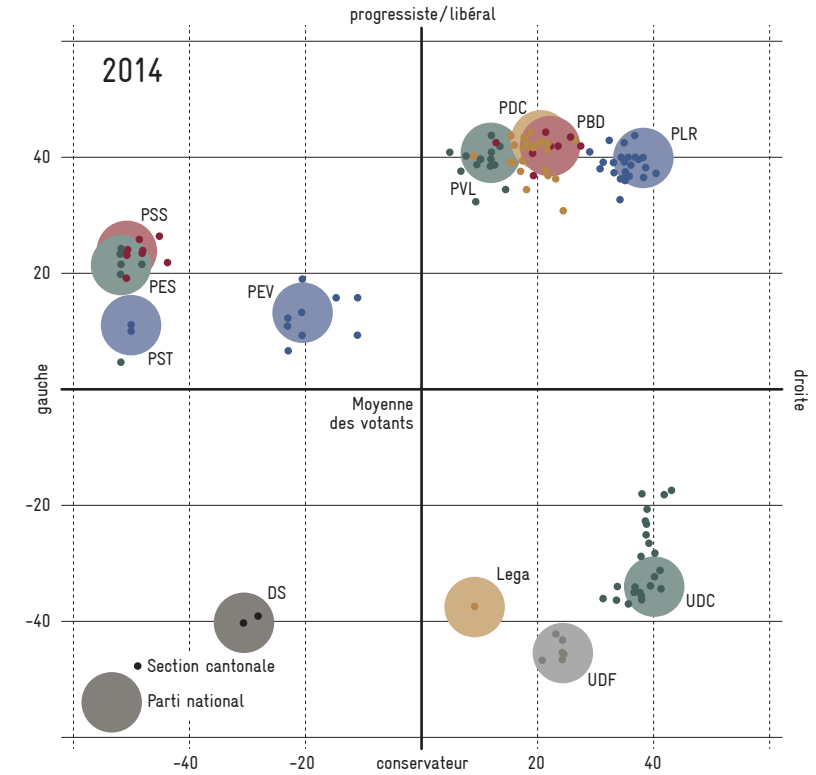 progressiste/libéral
2014
PDC
PBD
PLR
40
PVL
PSS
20
PES
PEV
PST
gauche
droite
Moyenne
des votants
-20
Lega
DS
UDC
-40
Section cantonale
UDF
Parti national
-40
-20
conservateur
20
40